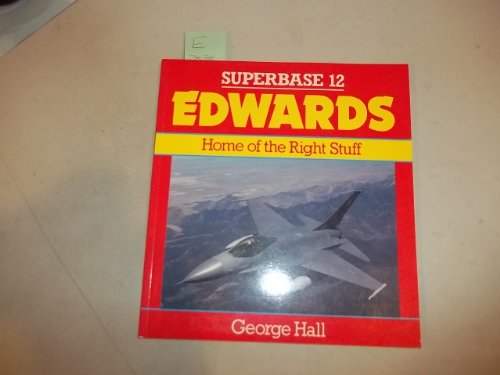 E
SUPERBASE 12
EDWARDS
Home of the Right Stuff
George Hall